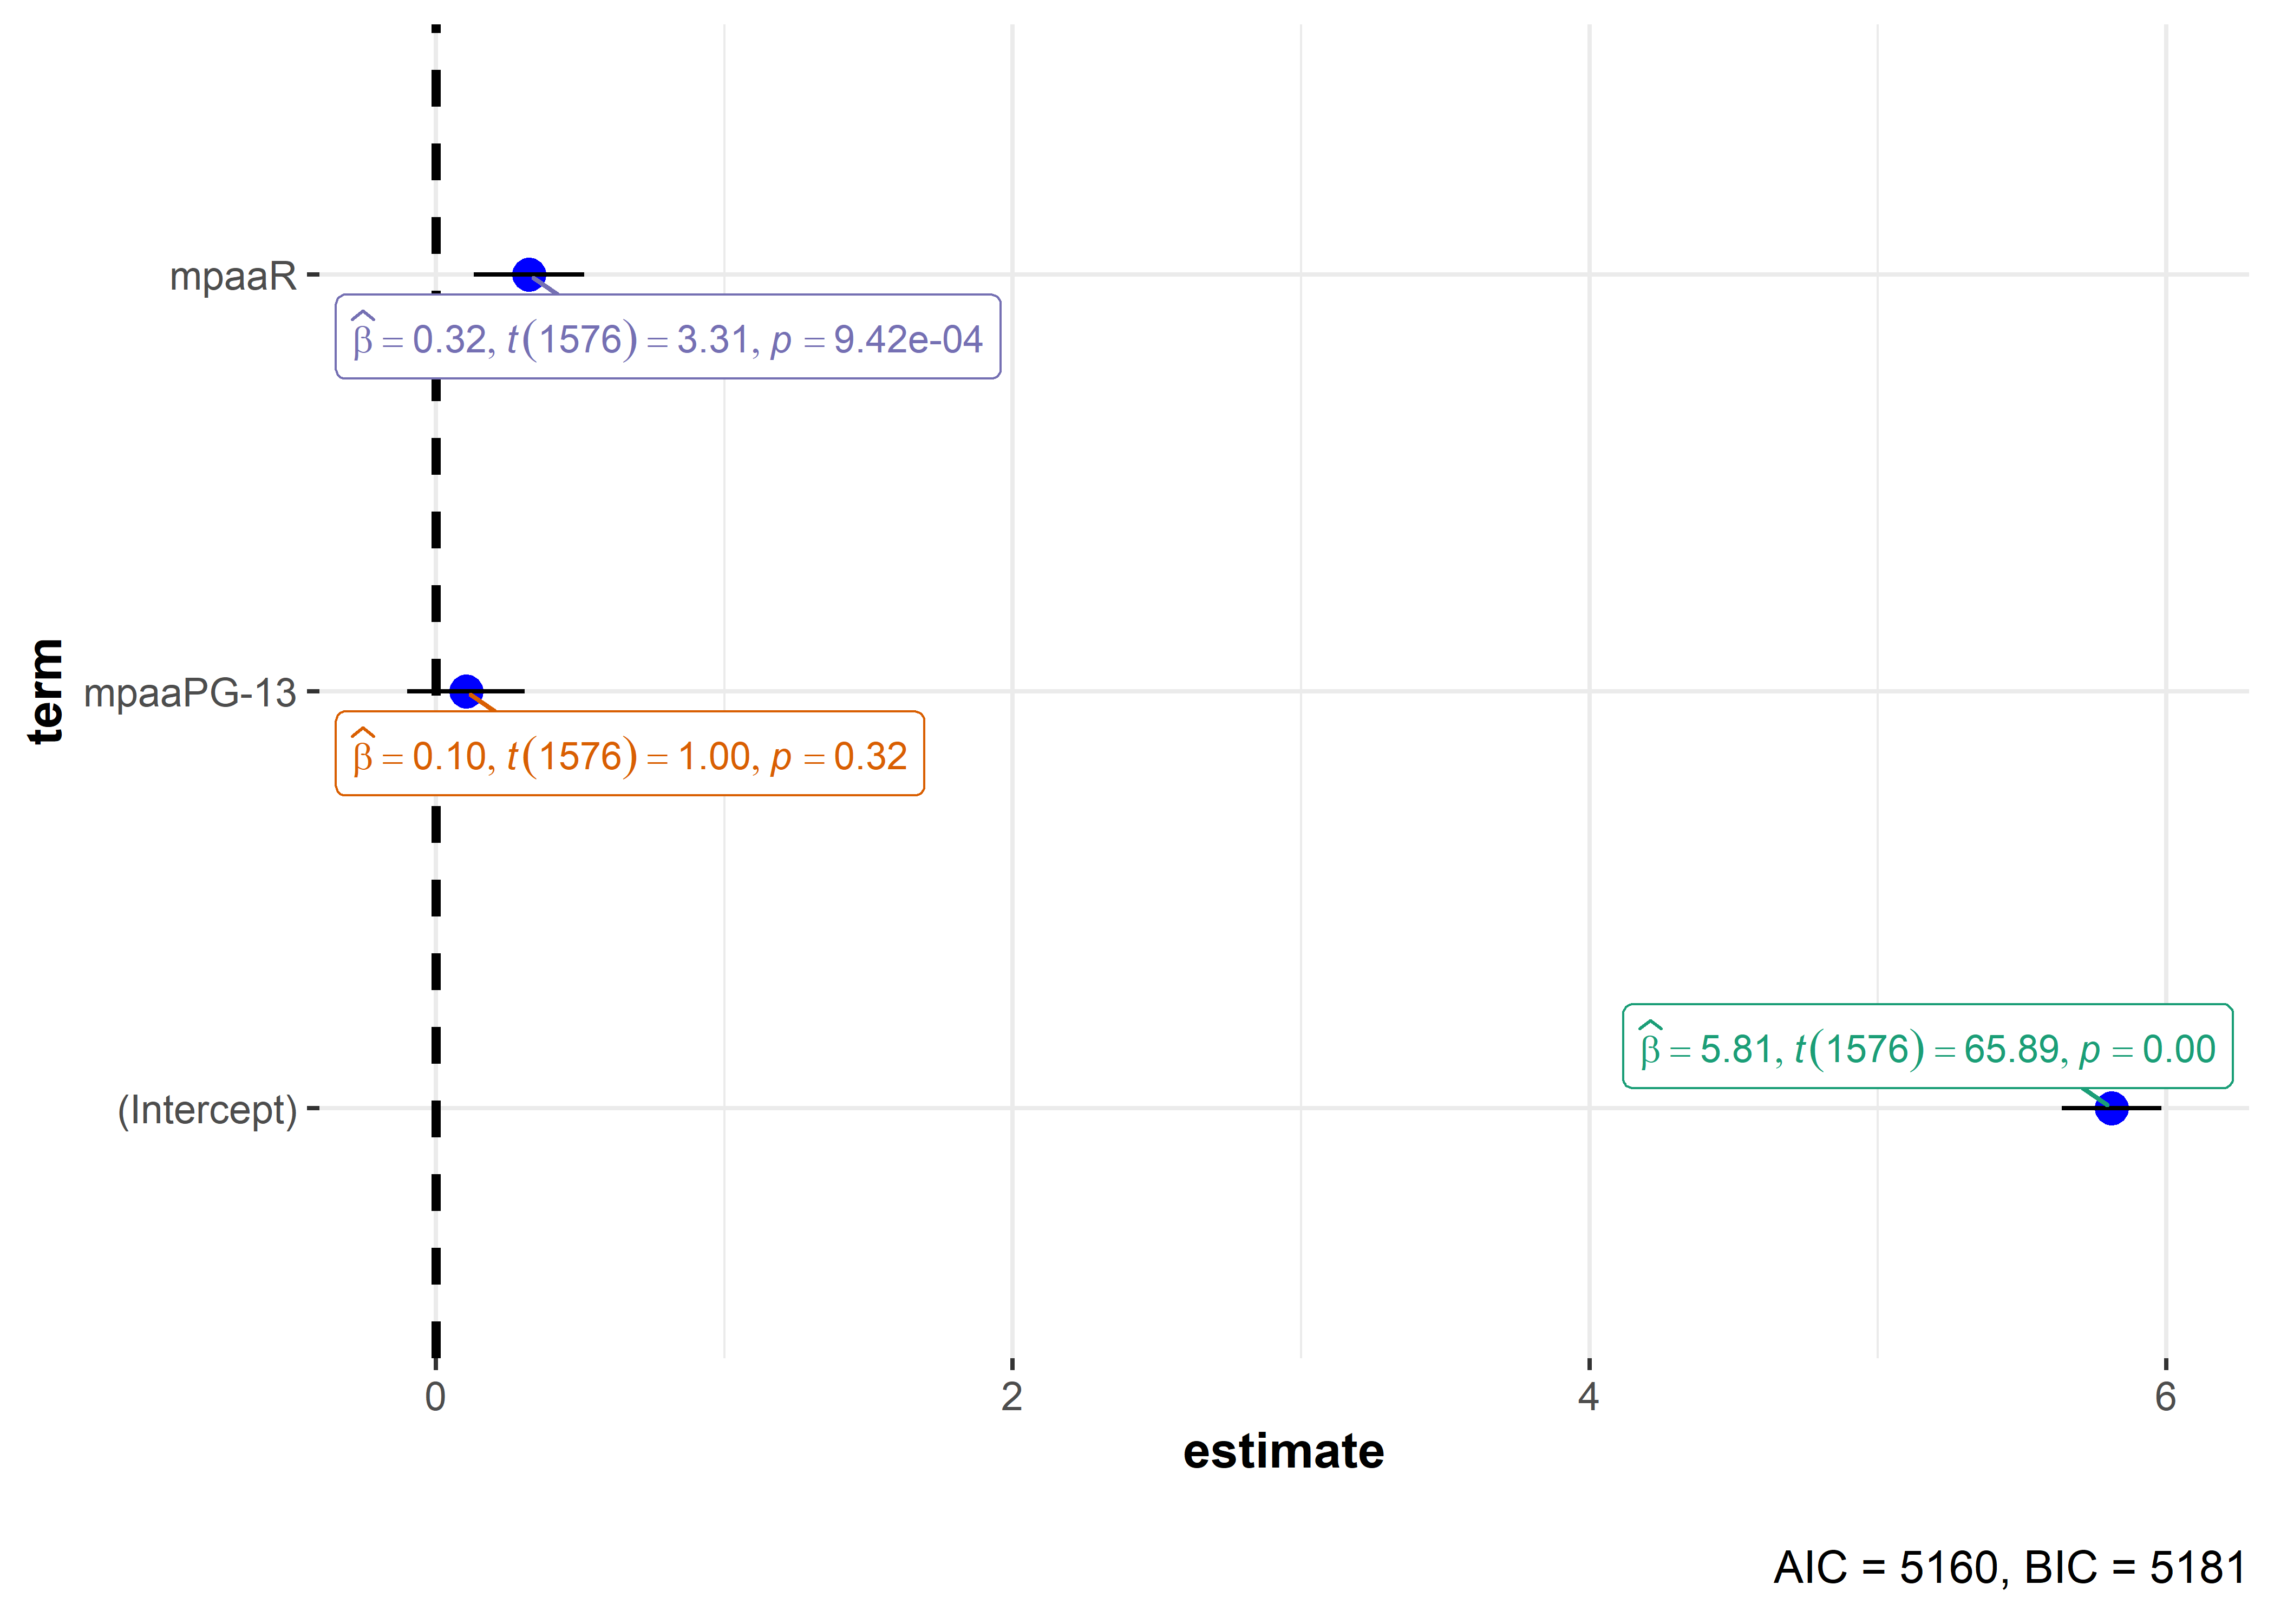 mpaaR
β̂ = 0.32, t(1576) = 3.31, p = 9.42e-04
term
mpaaPG-13
β̂ = 0.10, t(1576) = 1.00, p = 0.32
β̂ = 5.81, t(1576) = 65.89, p = 0.00
(Intercept)
0 2 4 6
estimate
AIC = 5160, BIC = 5181